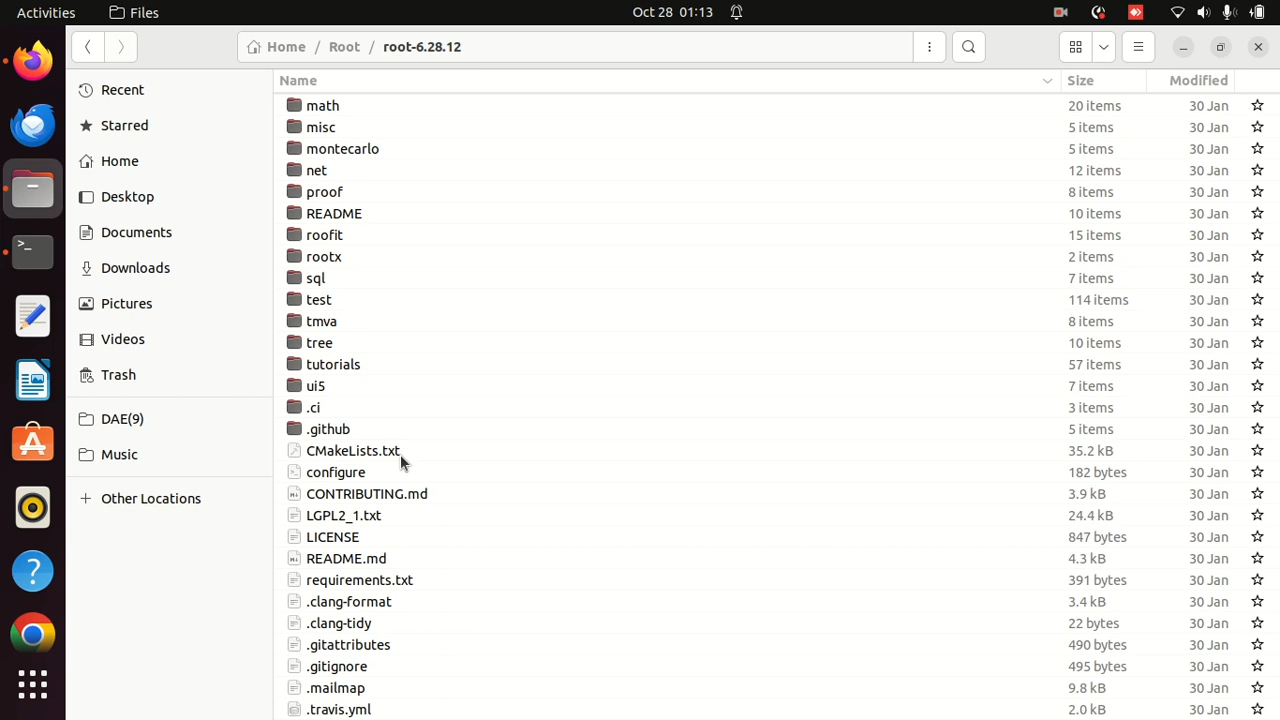 Activities Files Oct 28 01:13
Home / Root / root-6.28.12
Name Size Modified
Recent
Starred
Home
Desktop
Documents
Downloads
Pictures
Videos
Trash
DAE(9)
Music
+ Other Locations
math 20 items 30 Jan
misc 5 items 30 Jan
montecarlo 5 items 30 Jan
net 12 items 30 Jan
proof 8 items 30 Jan
README 10 items 30 Jan
roofit 15 items 30 Jan
rootx 2 items 30 Jan
sql 7 items 30 Jan
test 114 items 30 Jan
tmva 8 items 30 Jan
tree 10 items 30 Jan
tutorials 57 items 30 Jan
ui5 7 items 30 Jan
.ci 3 items 30 Jan
.github 5 items 30 Jan
CMakeLists.txt 35.2 kB 30 Jan
configure 182 bytes 30 Jan
CONTRIBUTING.md 3.9 kB 30 Jan
LGPL2_1.txt 24.4 kB 30 Jan
LICENSE 847 bytes 30 Jan
README.md 4.3 kB 30 Jan
requirements.txt 391 bytes 30 Jan
.clang-format 3.4 kB 30 Jan
.clang-tidy 22 bytes 30 Jan
.gitattributes 490 bytes 30 Jan
.gitignore 495 bytes 30 Jan
.mailmap 9.8 kB 30 Jan
.travis.yml 2.0 kB 30 Jan